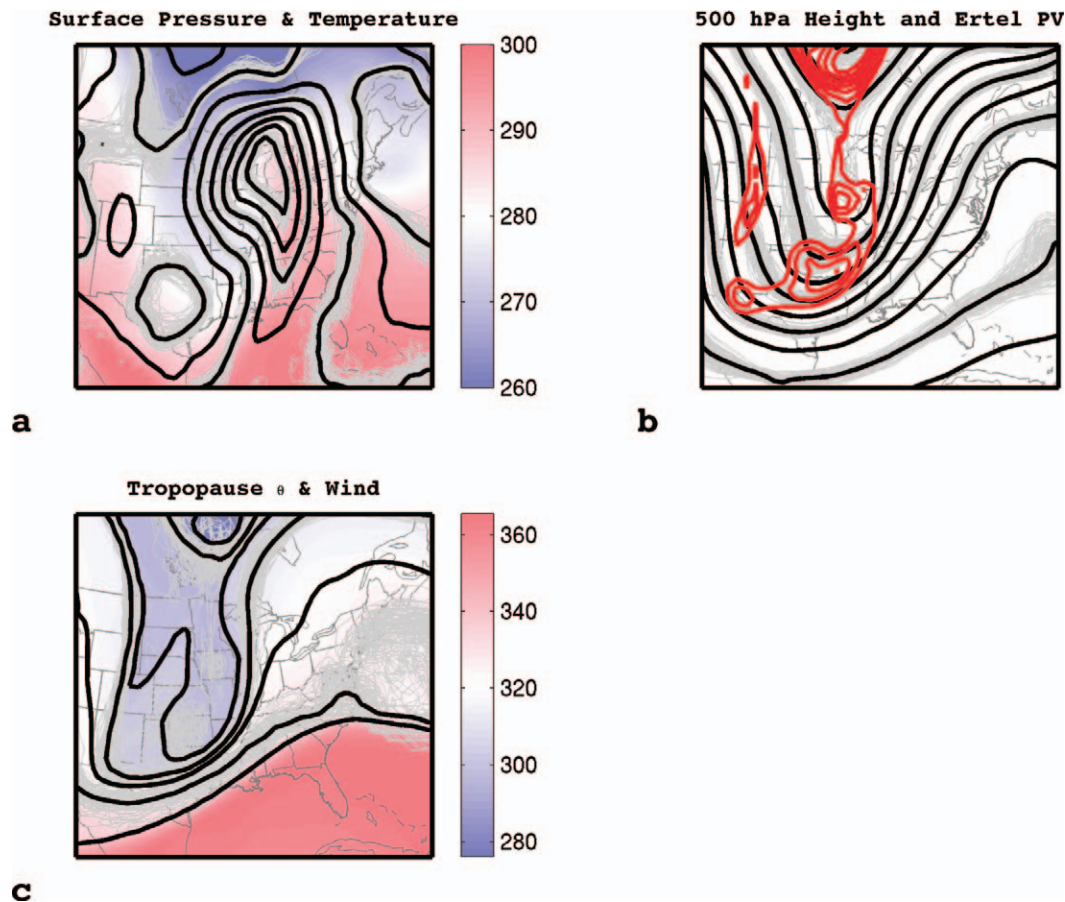 Surface Pressure & Temperature
300
290
280
270
260
a
500 hPa Height and Ertel PV
b
Tropopause θ & Wind
360
340
320
300
280
c